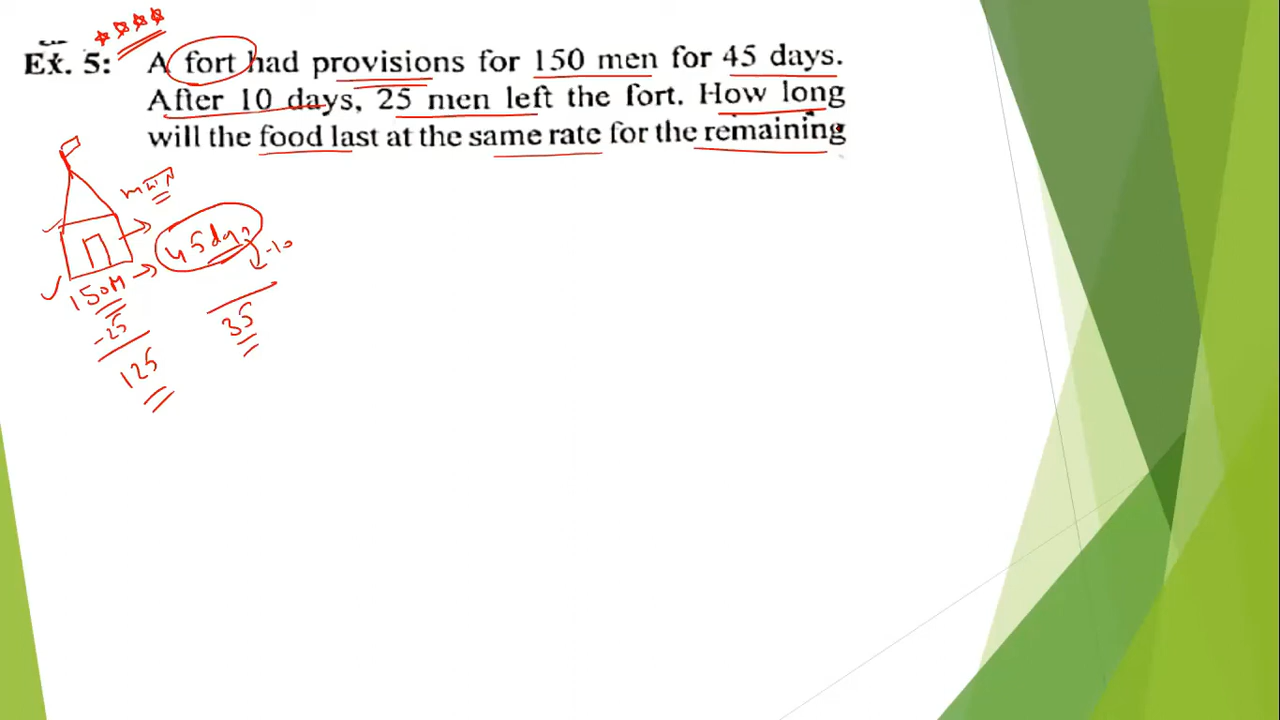 Ex. 5: A fort had provisions for 150 men for 45 days.
After 10 days, 25 men left the fort. How long
will the food last at the same rate for the remaining
45 days
-10
150M
-25
35
125